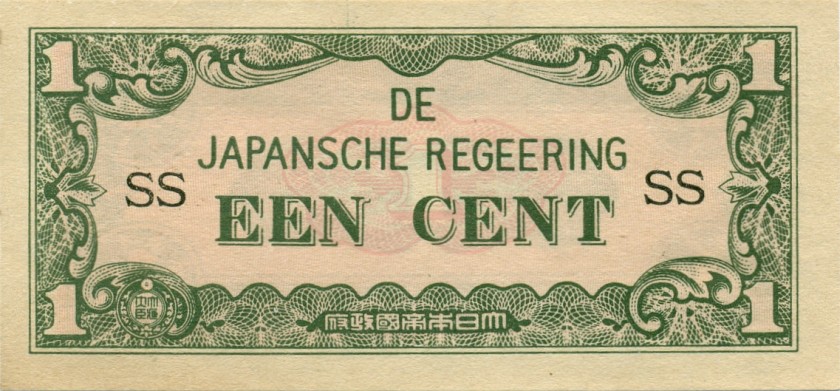 1 1
DE
JAPANSCHE REGEERING
SS SS
EEN CENT
1 1
大日本帝國政府